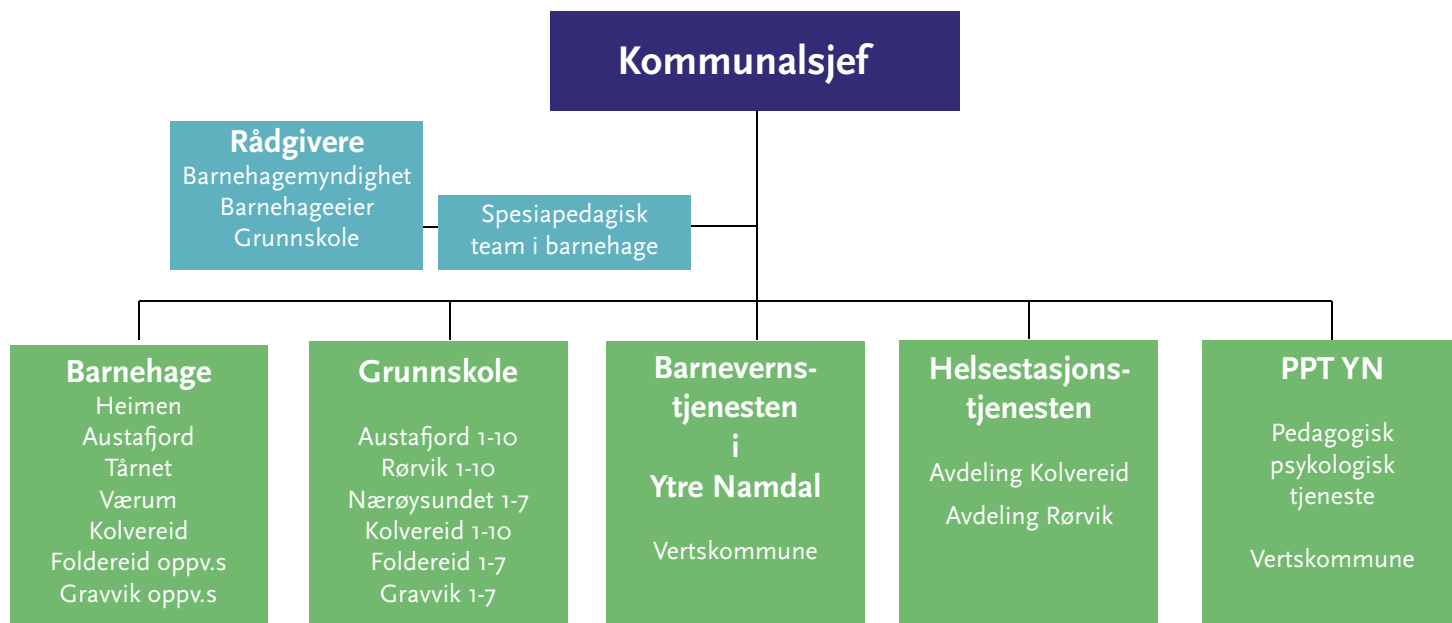 Kommunalsjef
Rådgivere
Barnehagemyndighet
Barnehageeier
Grunnskole
Spesiapedagisk
team i barnehage
Barnehage
Heimen
Austafjord
Tårnet
Værum
Kolvereid
Foldereid oppv.s
Gravvik oppv.s
Grunnskole
Austafjord 1-10
Rørvik 1-10
Nærøysundet 1-7
Kolvereid 1-10
Foldereid 1-7
Gravvik 1-7
Barneverns-
tjenesten
i
Ytre Namdal
Vertskommune
Helsestasjons-
tjenesten
Avdeling Kolvereid
Avdeling Rørvik
PPT YN
Pedagogisk
psykologisk
tjeneste
Vertskommune